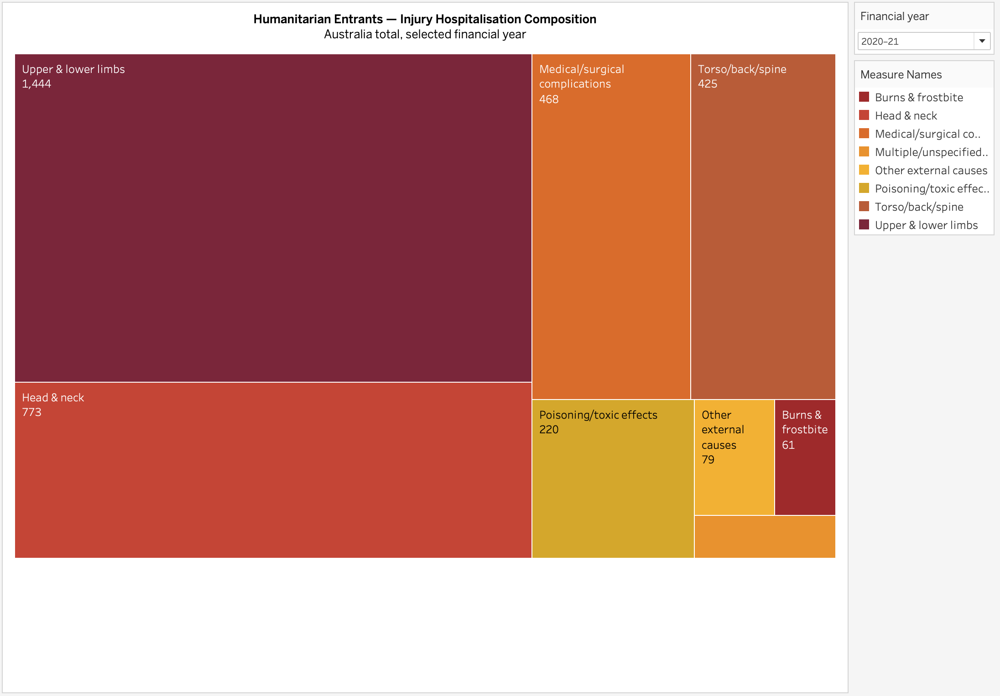 Humanitarian Entrants — Injury Hospitalisation Composition
Australia total, selected financial year
Upper & lower limbs
1,444
Medical/surgical
complications
468
Torso/back/spine
425
Head & neck
773
Poisoning/toxic effects
220
Other
external
causes
79
Burns &
frostbite
61
Financial year
2020–21
Measure Names
Burns & frostbite
Head & neck
Medical/surgical co..
Multiple/unspecified..
Other external causes
Poisoning/toxic effec..
Torso/back/spine
Upper & lower limbs